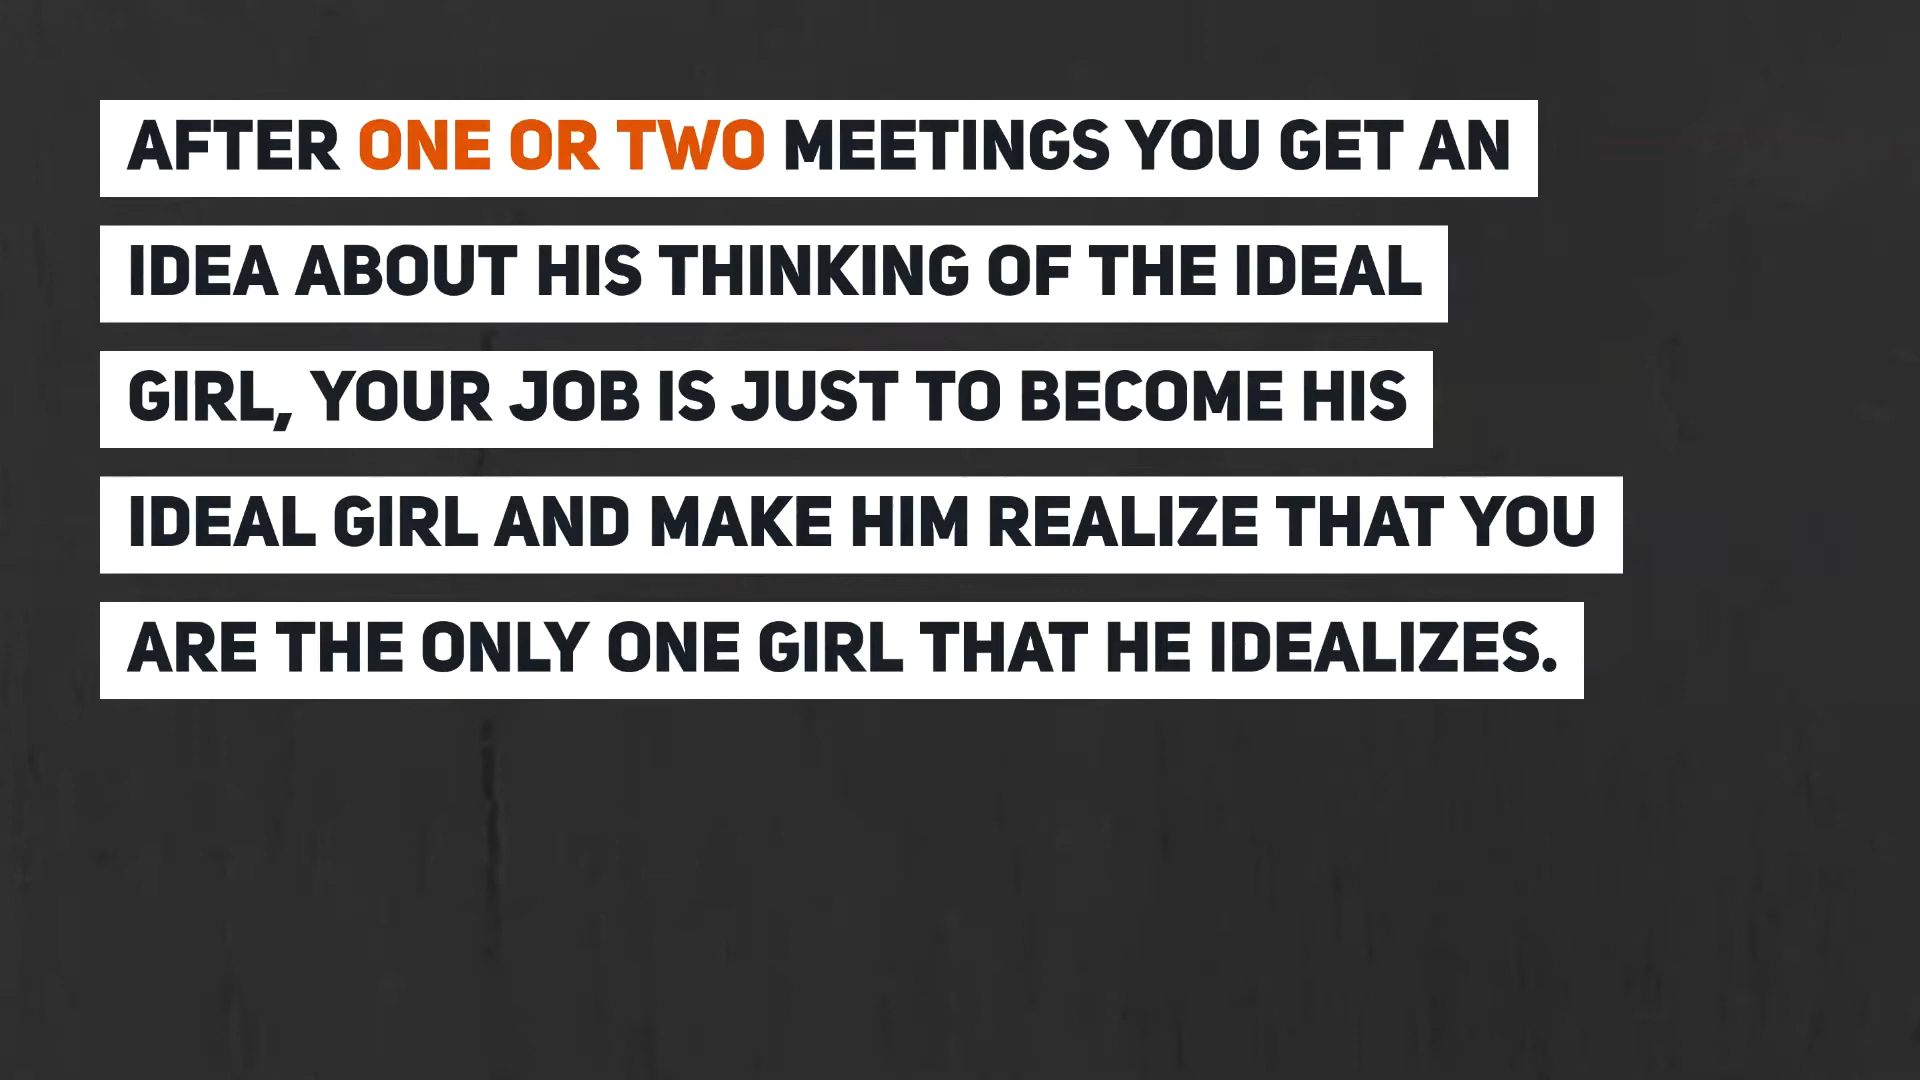 AFTER ONE OR TWO MEETINGS YOU GET AN
IDEA ABOUT HIS THINKING OF THE IDEAL
GIRL, YOUR JOB IS JUST TO BECOME HIS
IDEAL GIRL AND MAKE HIM REALIZE THAT YOU
ARE THE ONLY ONE GIRL THAT HE IDEALIZES.